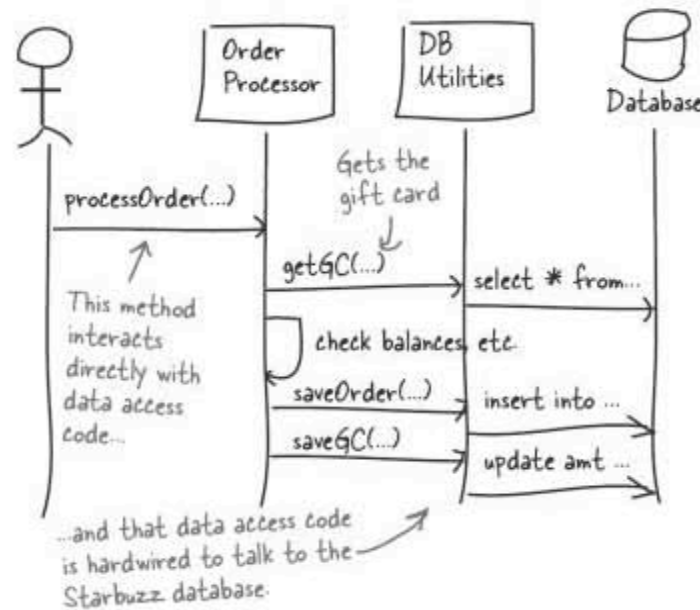 Order
Processor
DB
Utilities
Database
Gets the
gift card
processOrder(...)
getGC(...)
select * from...
This method
interacts
directly with
data access
code...
check balances, etc.
saveOrder(...)
insert into ...
saveGC(...)
update amt ...
...and that data access code
is hardwired to talk to the
Starbuzz database.